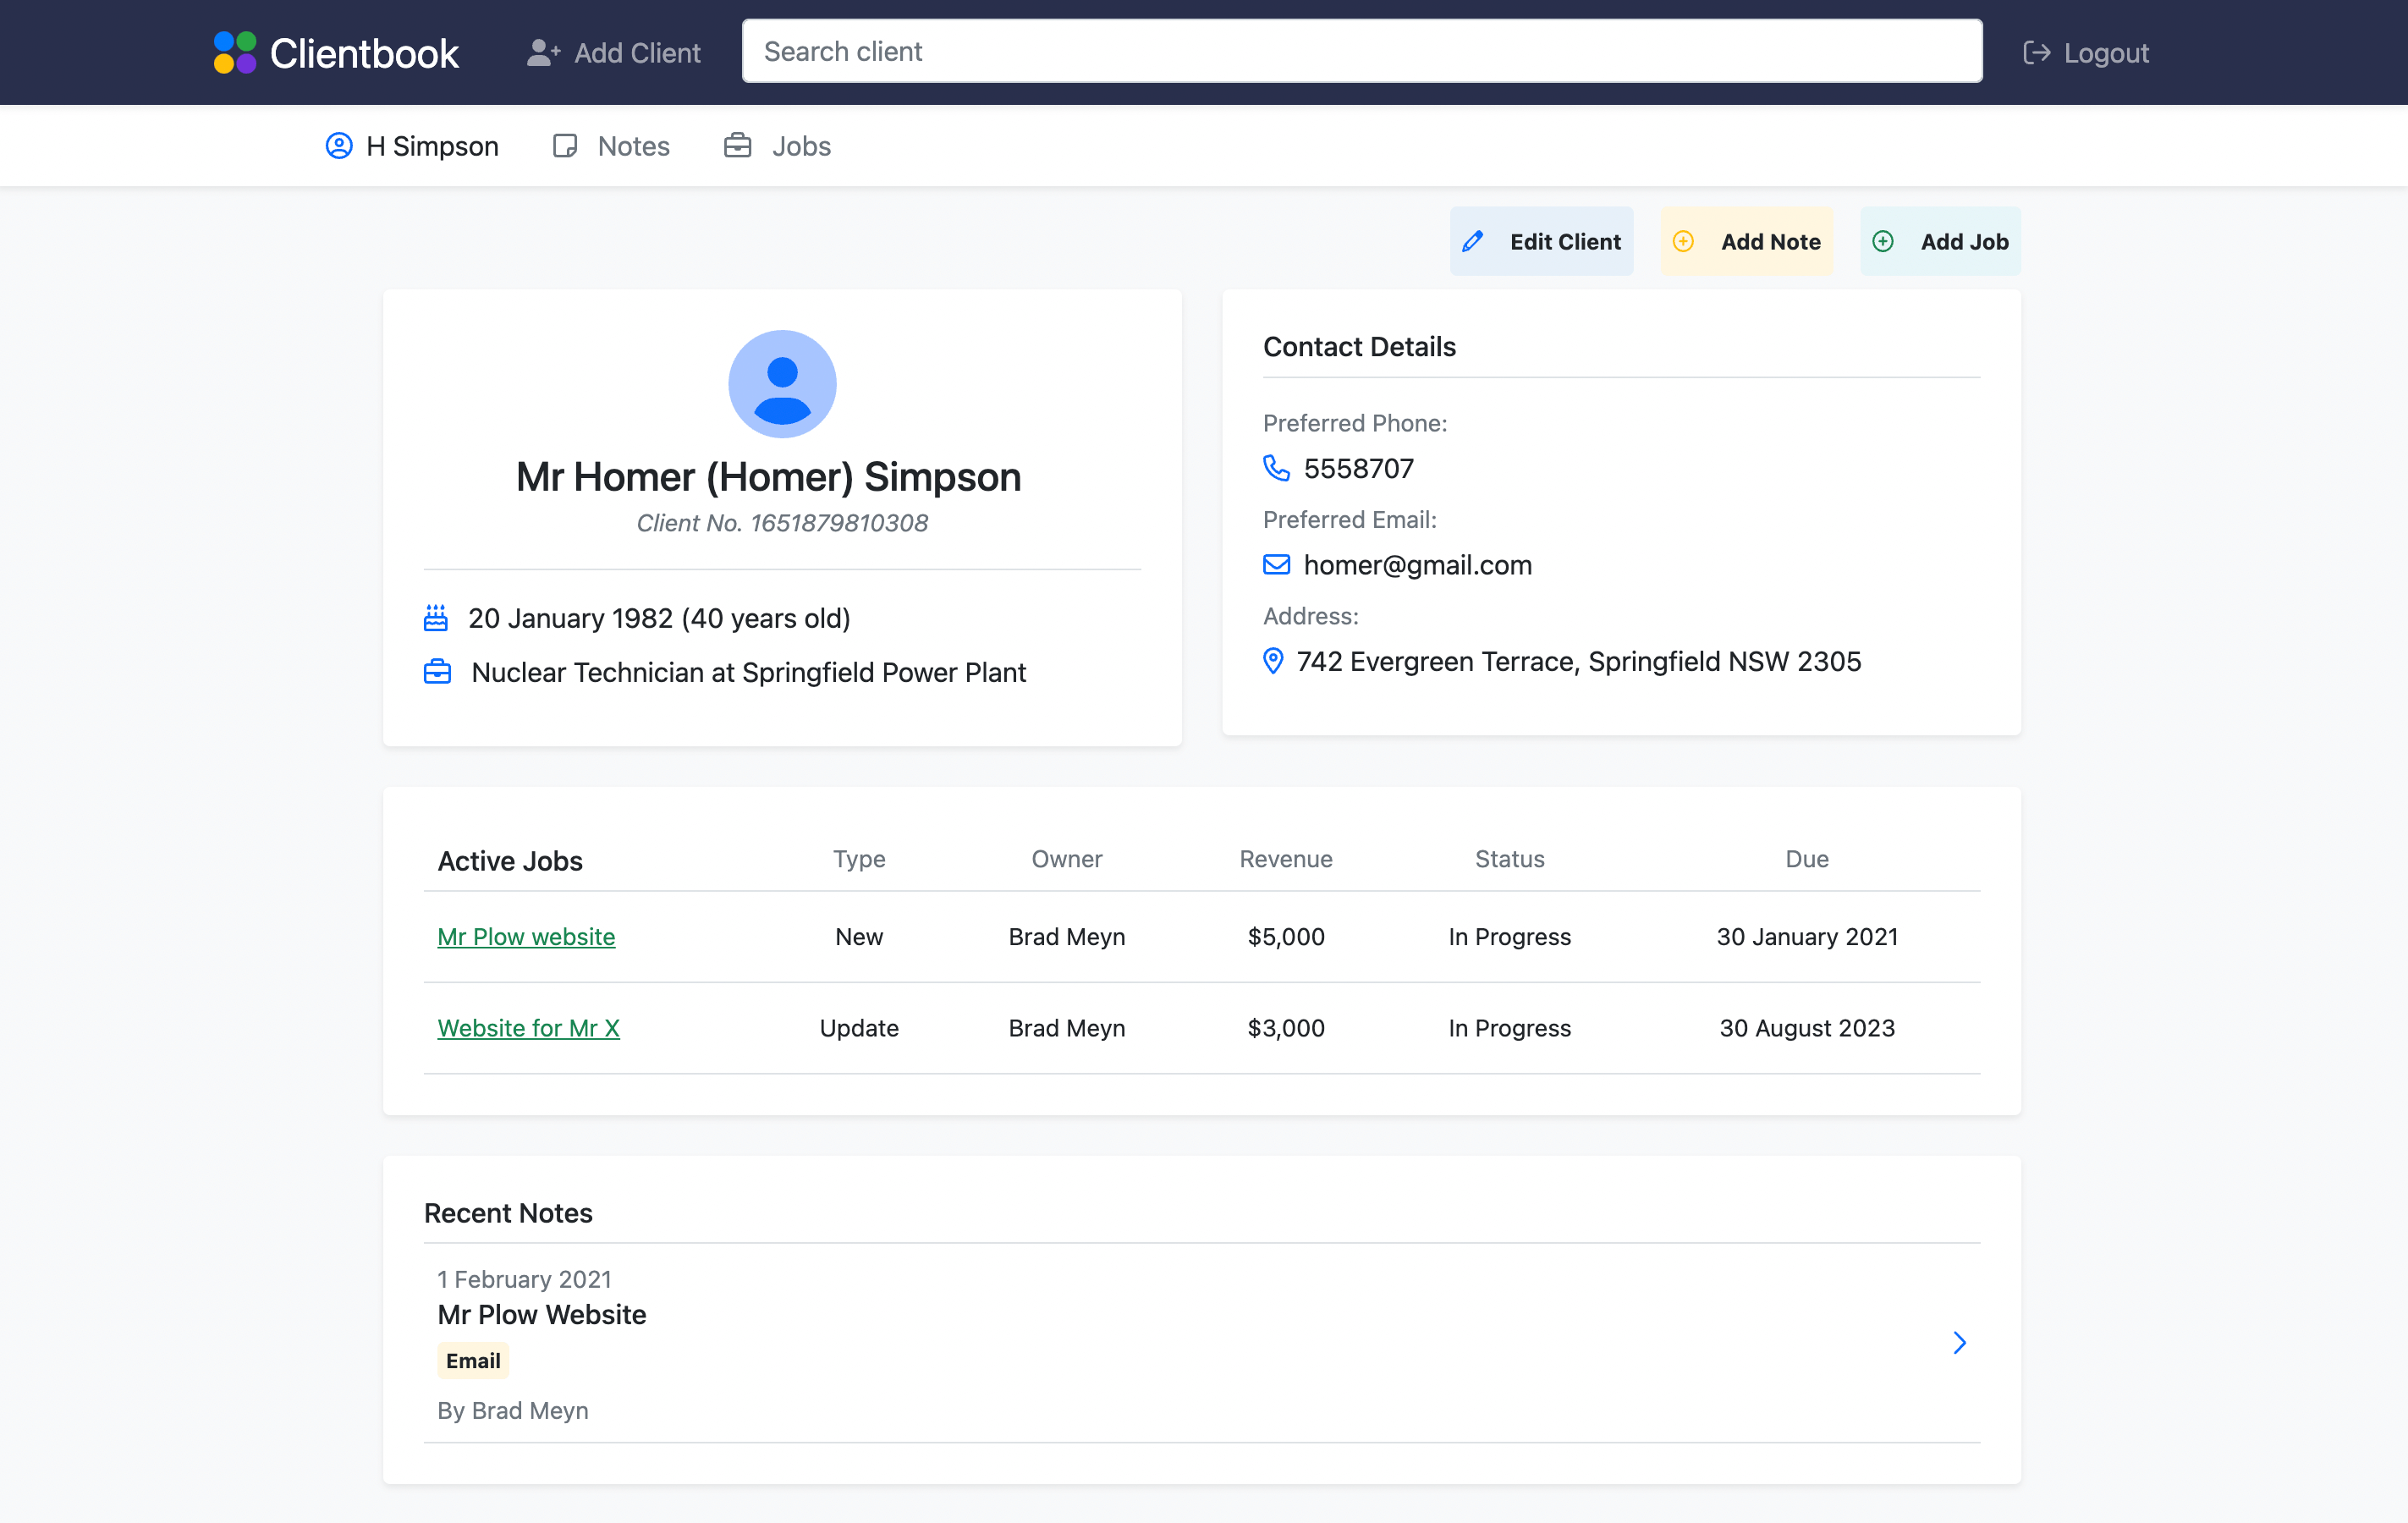 Clientbook
Add Client
Search client
Logout
H Simpson
Notes
Jobs
Edit Client
Add Note
Add Job
Mr Homer (Homer) Simpson
Client No. 1651879810308
20 January 1982 (40 years old)
Nuclear Technician at Springfield Power Plant
Contact Details
Preferred Phone:
5558707
Preferred Email:
homer@gmail.com
Address:
742 Evergreen Terrace, Springfield NSW 2305
Active Jobs Type Owner Revenue Status Due
Mr Plow website New Brad Meyn $5,000 In Progress 30 January 2021
Website for Mr X Update Brad Meyn $3,000 In Progress 30 August 2023
Recent Notes
1 February 2021
Mr Plow Website
Email
By Brad Meyn